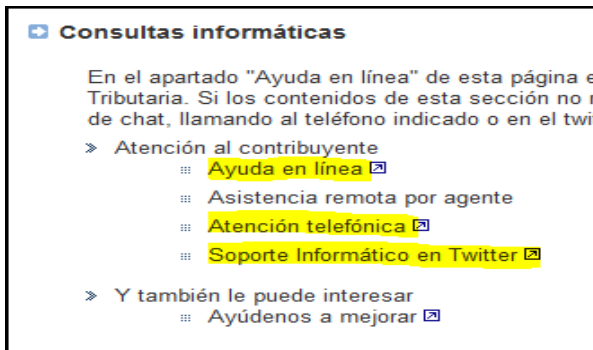 Consultas informáticas
En el apartado "Ayuda en línea" de esta página
Tributaria. Si los contenidos de esta sección no
de chat, llamando al teléfono indicado o en el
Atención al contribuyente
Ayuda en línea
Asistencia remota por agente
Atención telefónica
Soporte Informático en Twitter
Y también le puede interesar
Ayúdenos a mejorar